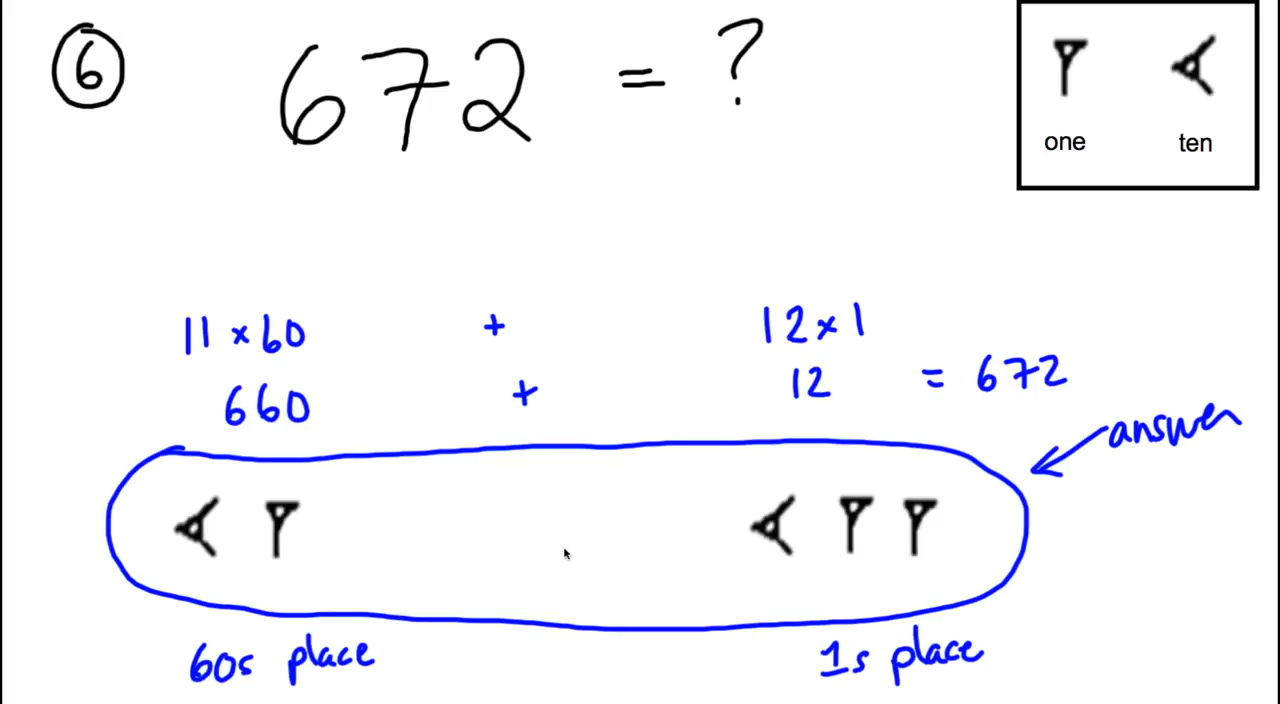 6
672 = ?
one ten
11 × 60 + 12 × 1
660 + 12 = 672
answer
𒌋 𒁹 𒌋 𒁹 𒁹
60s place 1s place